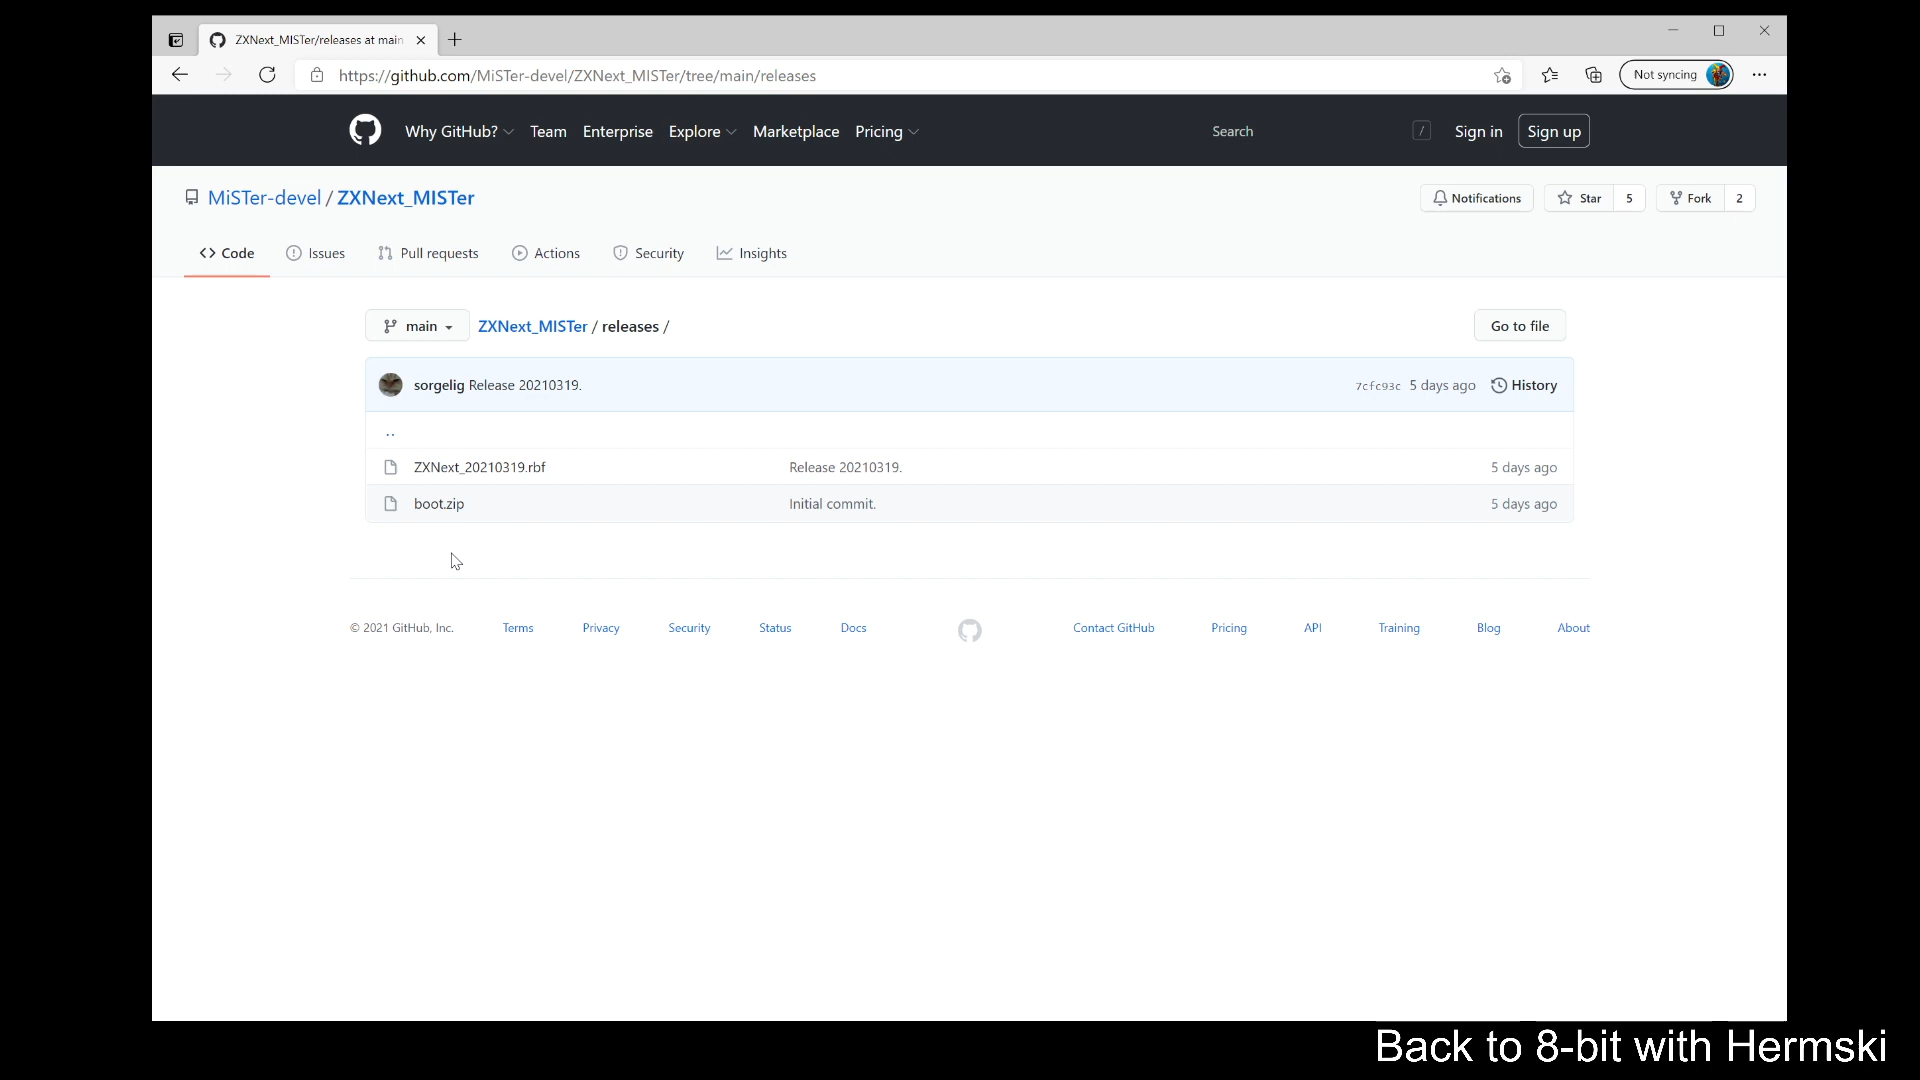 ZXNext_MISTer/releases at main
https://github.com/MiSTer-devel/ZXNext_MISTer/tree/main/releases
Not syncing
Why GitHub? Team Enterprise Explore Marketplace Pricing
Search / Sign in Sign up
MiSTer-devel / ZXNext_MISTer
Notifications Star 5 Fork 2
Code Issues Pull requests Actions Security Insights
main ZXNext_MISTer / releases / Go to file
sorgelig Release 20210319. 7cfc93c 5 days ago History
..
ZXNext_20210319.rbf Release 20210319. 5 days ago
boot.zip Initial commit. 5 days ago
© 2021 GitHub, Inc. Terms Privacy Security Status Docs Contact GitHub Pricing API Training Blog About
Back to 8-bit with Hermski